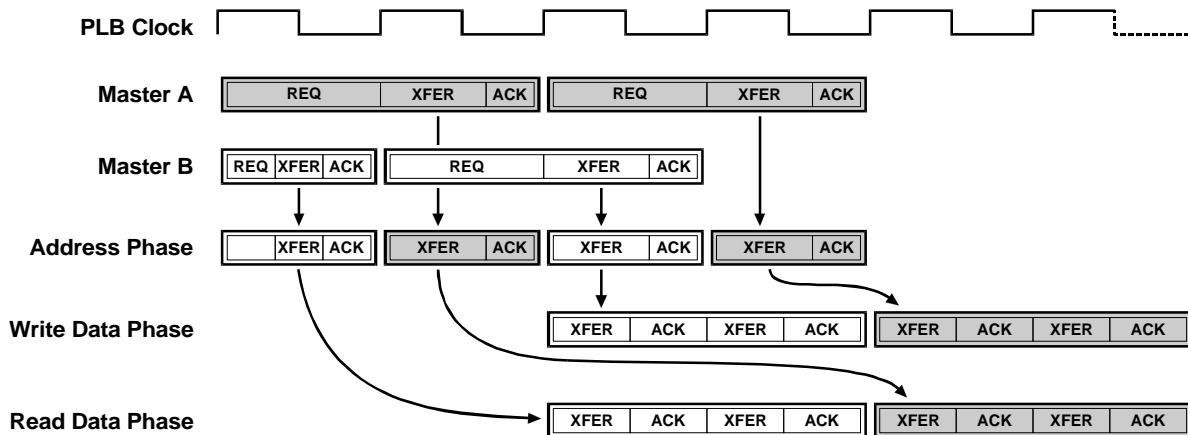 PLB Clock
Master A REQ XFER ACK REQ XFER ACK
Master B REQ XFER ACK REQ XFER ACK
Address Phase XFER ACK XFER ACK XFER ACK XFER ACK
Write Data Phase XFER ACK XFER ACK XFER ACK XFER ACK
Read Data Phase XFER ACK XFER ACK XFER ACK XFER ACK